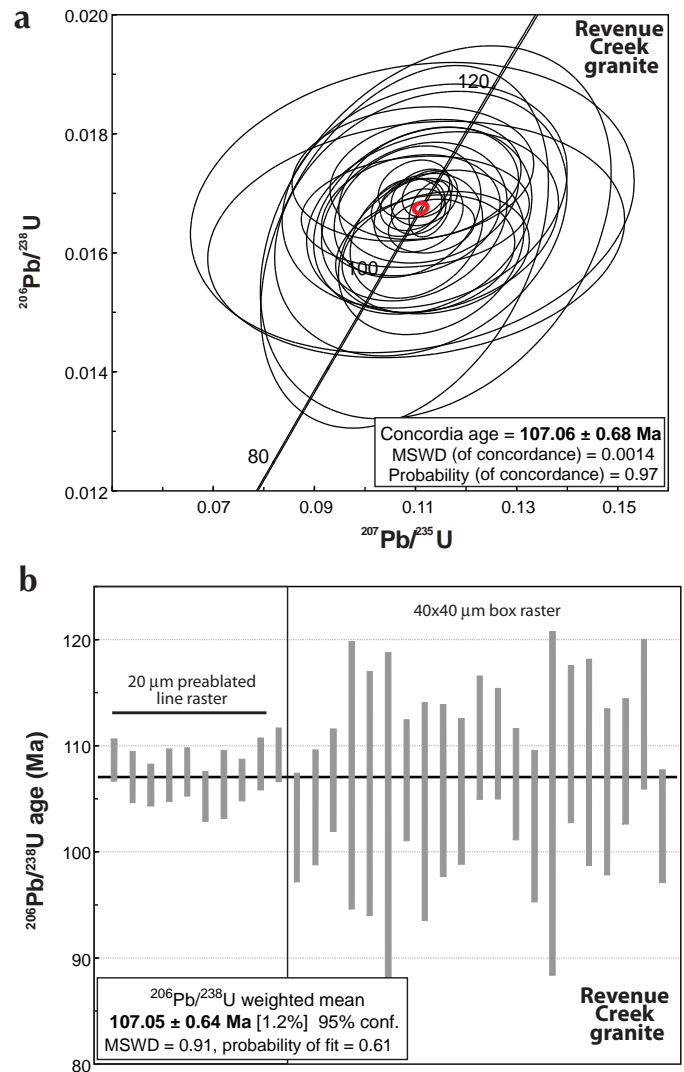 a
Revenue
Creek
granite
0.020
0.018
0.016
0.014
0.012
206Pb/238U
120
100
80
Concordia age = 107.06 ± 0.68 Ma
MSWD (of concordance) = 0.0014
Probability (of concordance) = 0.97
0.07 0.09 0.11 0.13 0.15
207Pb/235U
b
40x40 µm box raster
20 µm preablated
line raster
120
110
100
90
80
206Pb/238U age (Ma)
206Pb/238U weighted mean
107.05 ± 0.64 Ma [1.2%] 95% conf.
MSWD = 0.91, probability of fit = 0.61
Revenue
Creek
granite